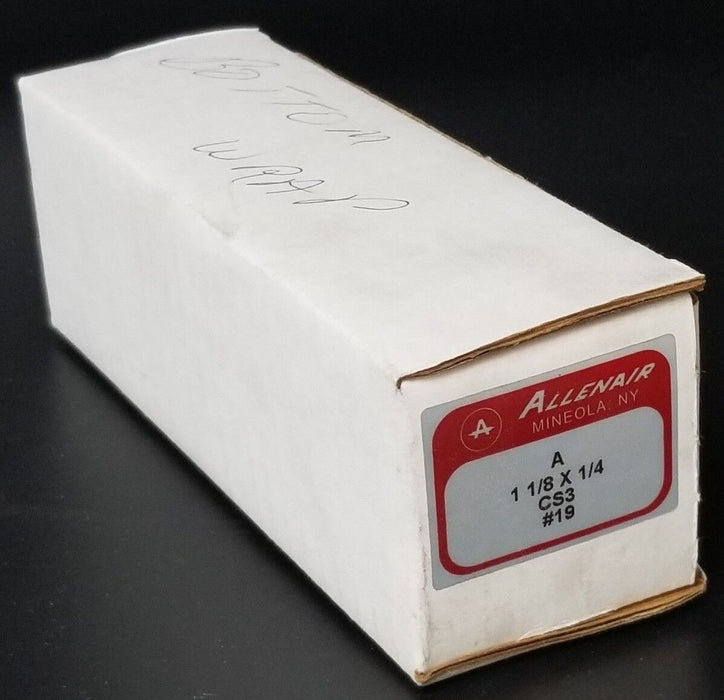 BOTTOM
WRAP
A
ALLENAIR
MINEOLA, NY
A
1 1/8 X 1/4
CS3
#19